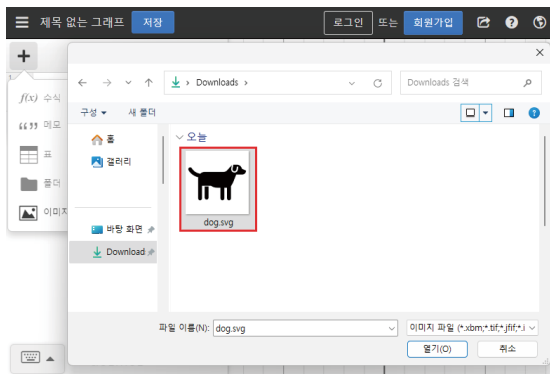 제목 없는 그래프 저장 로그인 또는 회원가입
Downloads Downloads 검색
f(x) 수식
구성 새 폴더
메모
홈
오늘
표
갤러리
폴더
이미지
dog.svg
바탕 화면
Download
파일 이름(N): dog.svg 이미지 파일 (*.xbm;*.tif;*.jfif;*.i
열기(O) 취소